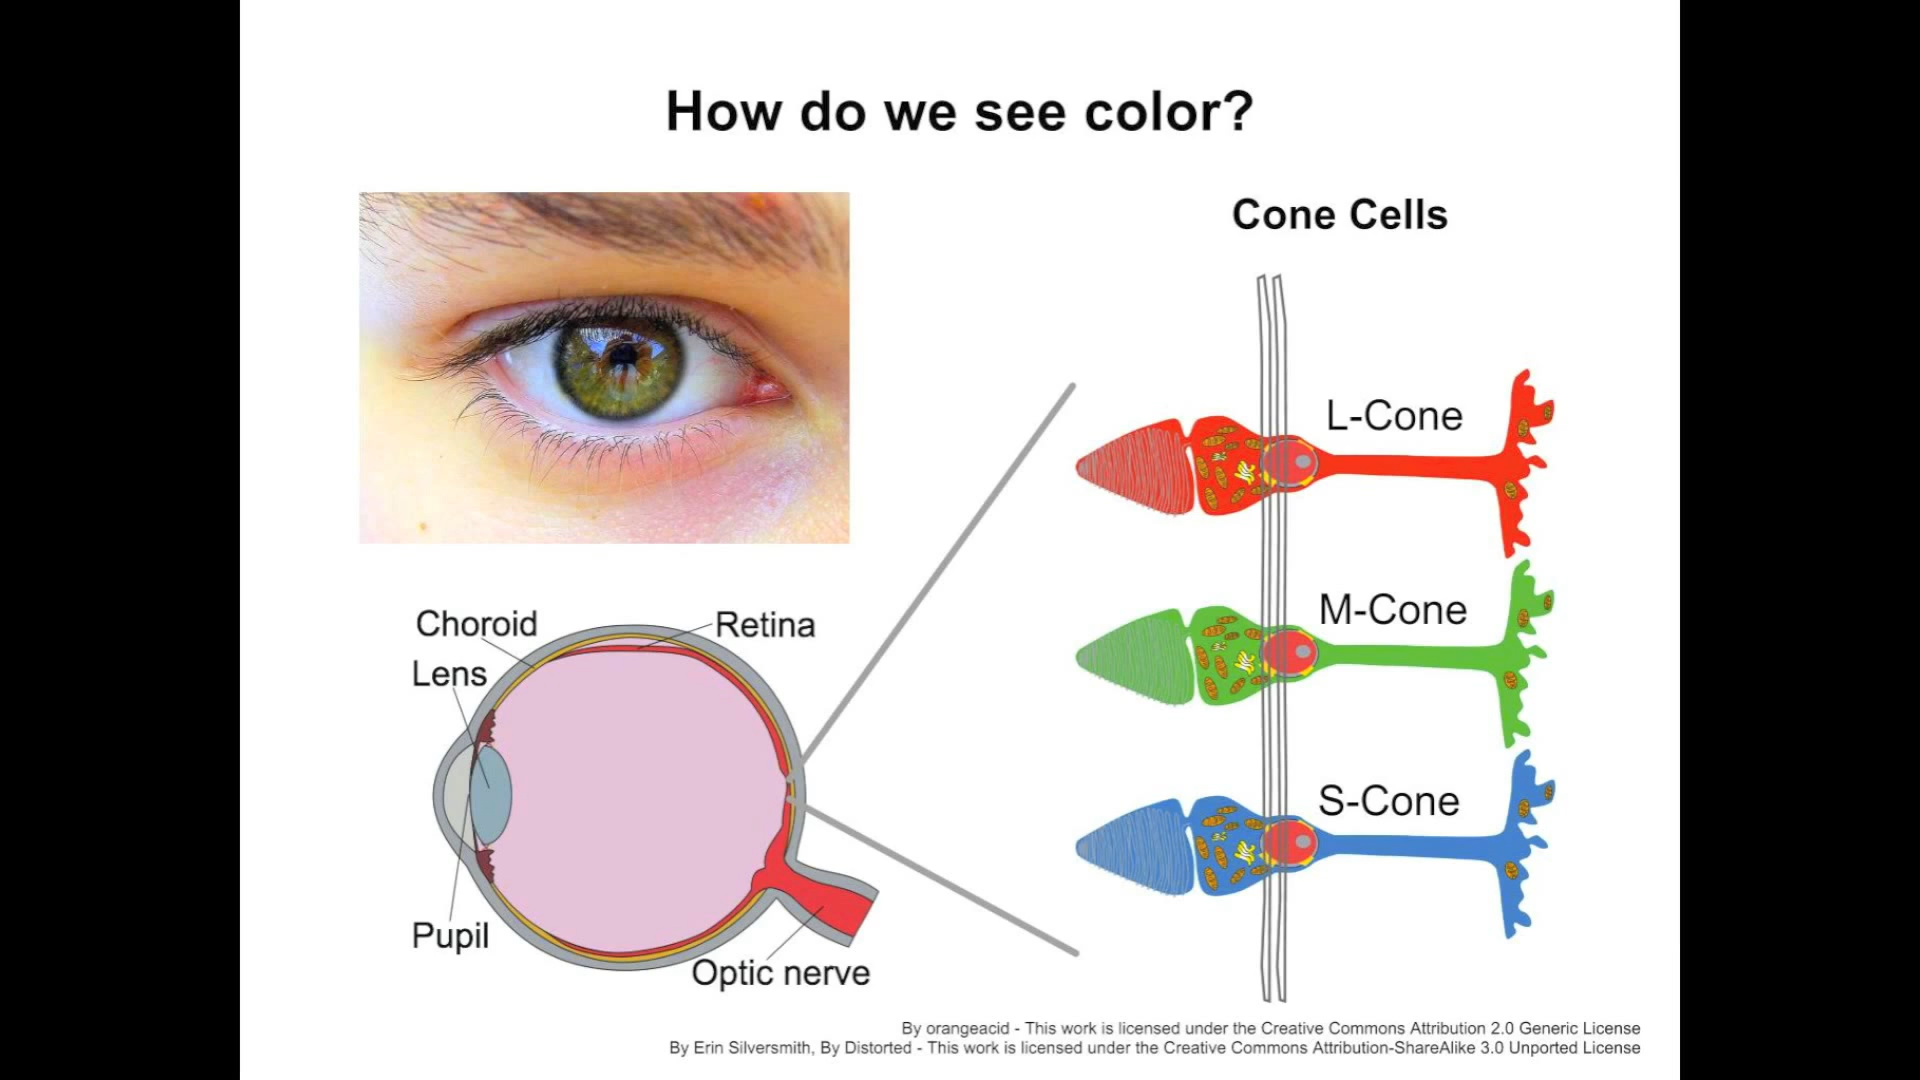 How do we see color?
Cone Cells
L-Cone
M-Cone
S-Cone
Choroid
Retina
Lens
Pupil
Optic nerve
By orangeacid - This work is licensed under the Creative Commons Attribution 2.0 Generic License
By Erin Silversmith, By Distorted - This work is licensed under the Creative Commons Attribution-ShareAlike 3.0 Unported License